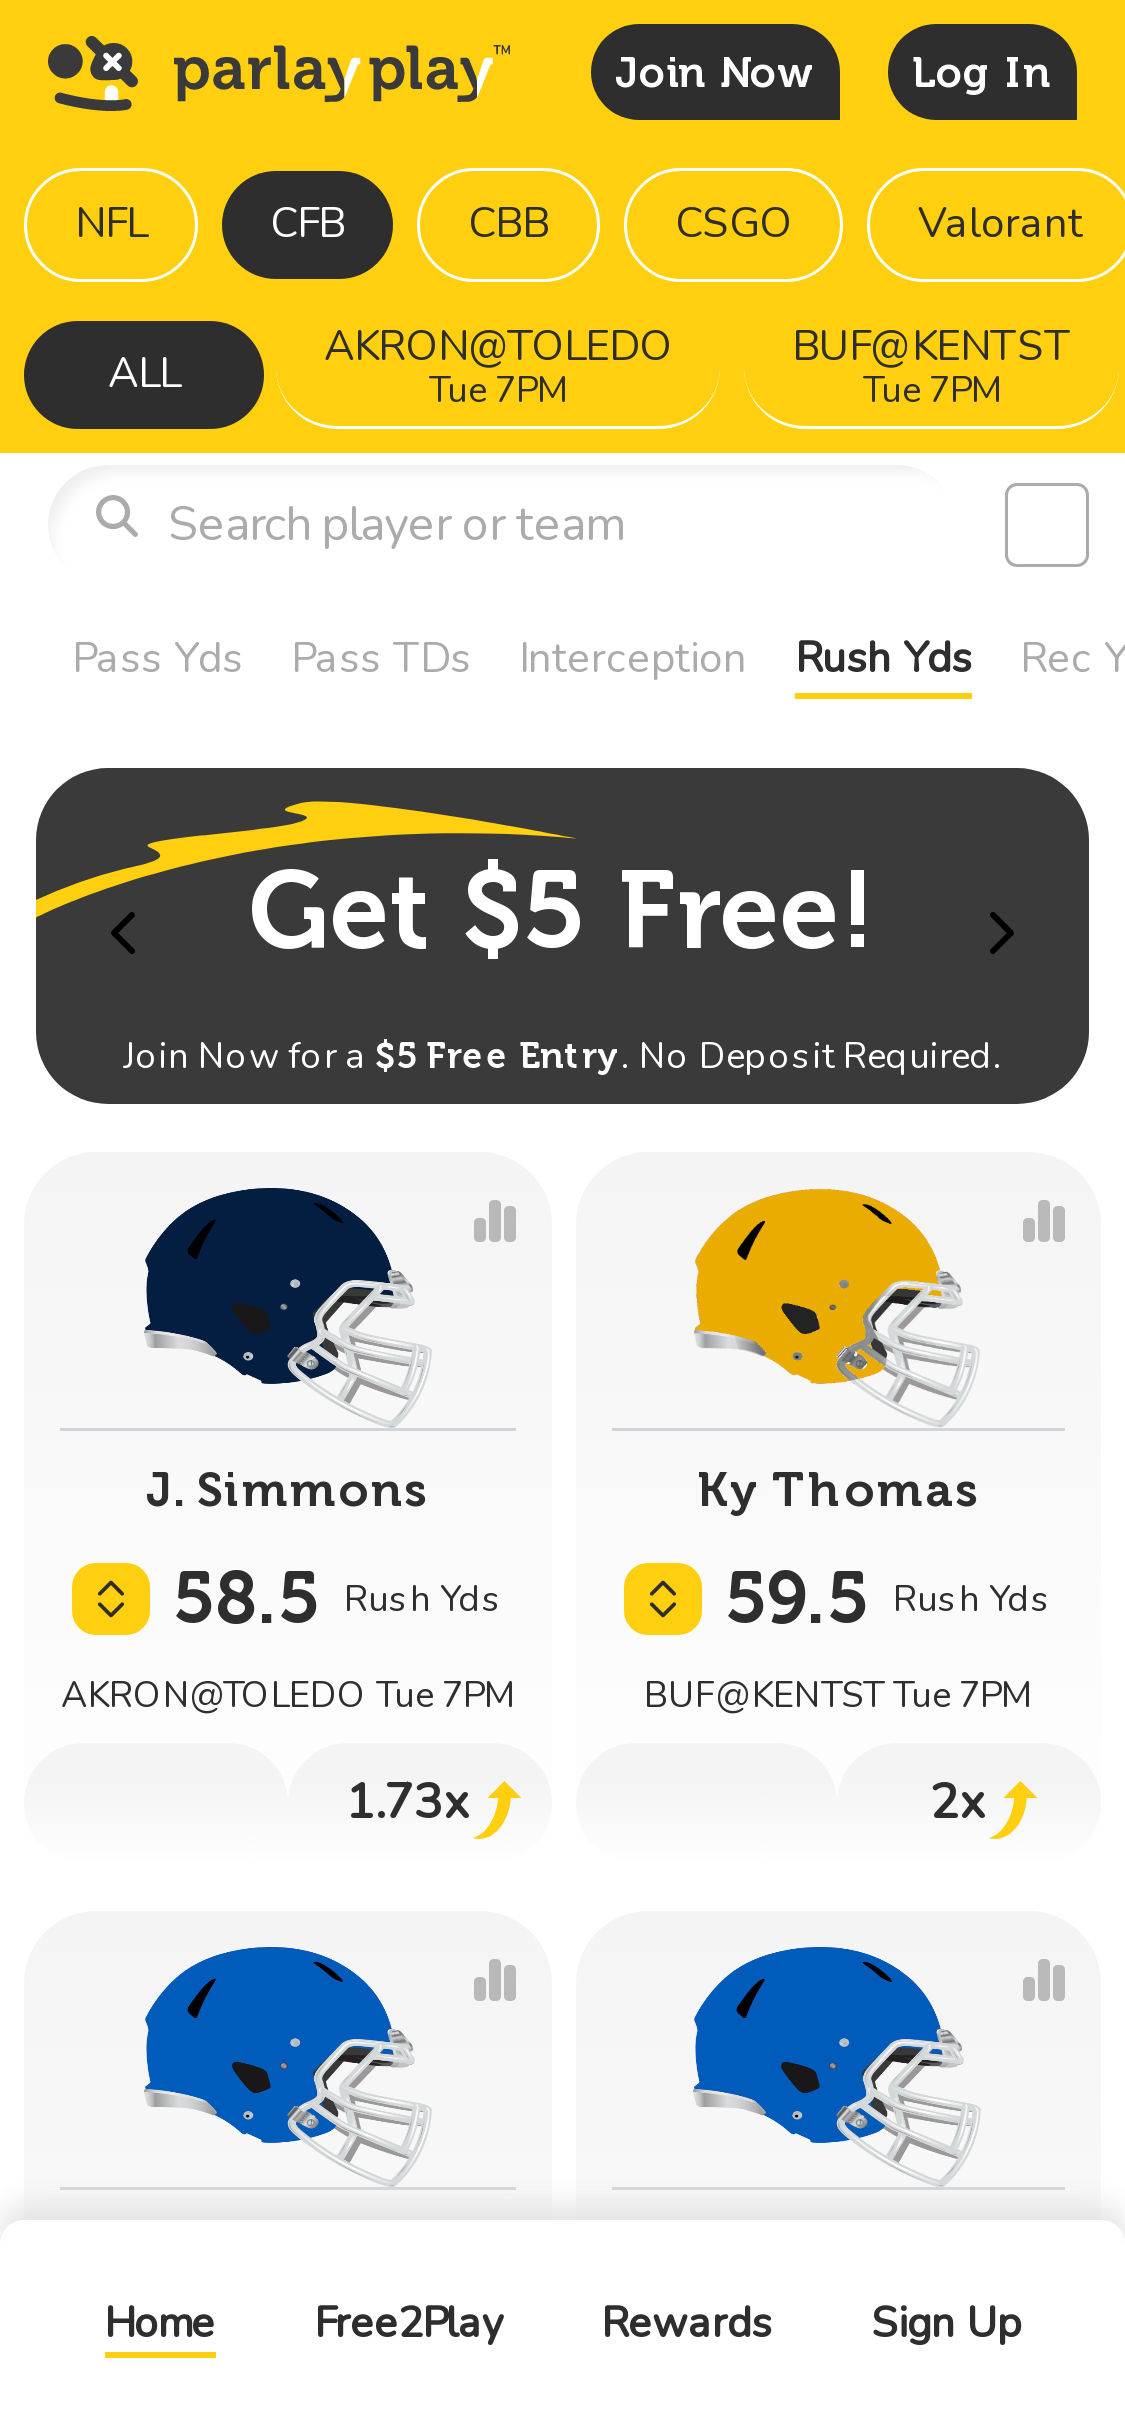 parlay play™
Join Now
Log In
NFL
CFB
CBB
CSGO
Valorant
ALL
AKRON@TOLEDO
Tue 7PM
BUF@KENTST
Tue 7PM
Search player or team
Pass Yds
Pass TDs
Interception
Rush Yds
Rec Y
Get $5 Free!
Join Now for a $5 Free Entry. No Deposit Required.
J. Simmons
58.5 Rush Yds
AKRON@TOLEDO Tue 7PM
1.73x
Ky Thomas
59.5 Rush Yds
BUF@KENTST Tue 7PM
2x
Home
Free2Play
Rewards
Sign Up